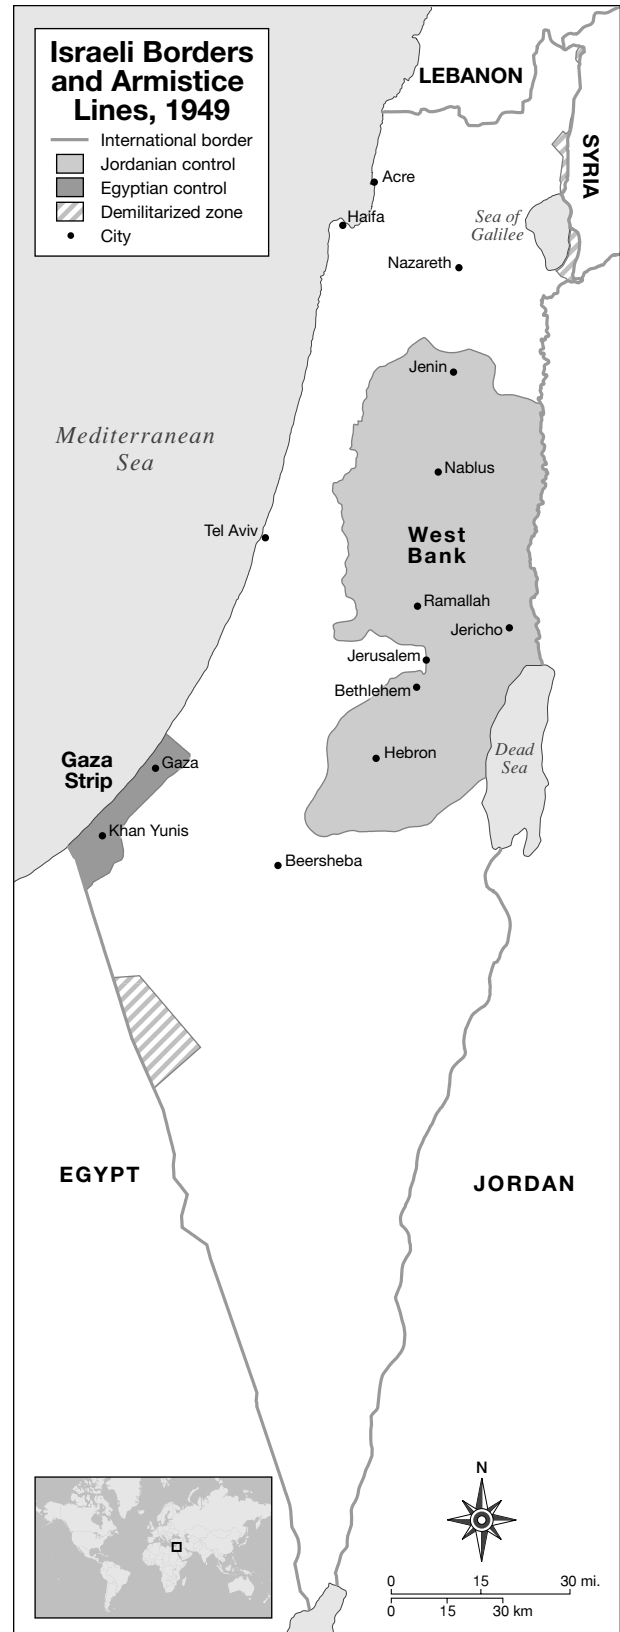 Israeli Borders
and Armistice
Lines, 1949
International border
Jordanian control
Egyptian control
Demilitarized zone
City
LEBANON
SYRIA
Acre
Haifa
Sea of
Galilee
Nazareth
Jenin
Mediterranean
Sea
Nablus
Tel Aviv
West
Bank
Ramallah
Jericho
Jerusalem
Bethlehem
Gaza
Strip
Gaza
Hebron
Dead
Sea
Khan Yunis
Beersheba
EGYPT
JORDAN
N
0 15 30 mi.
0 15 30 km